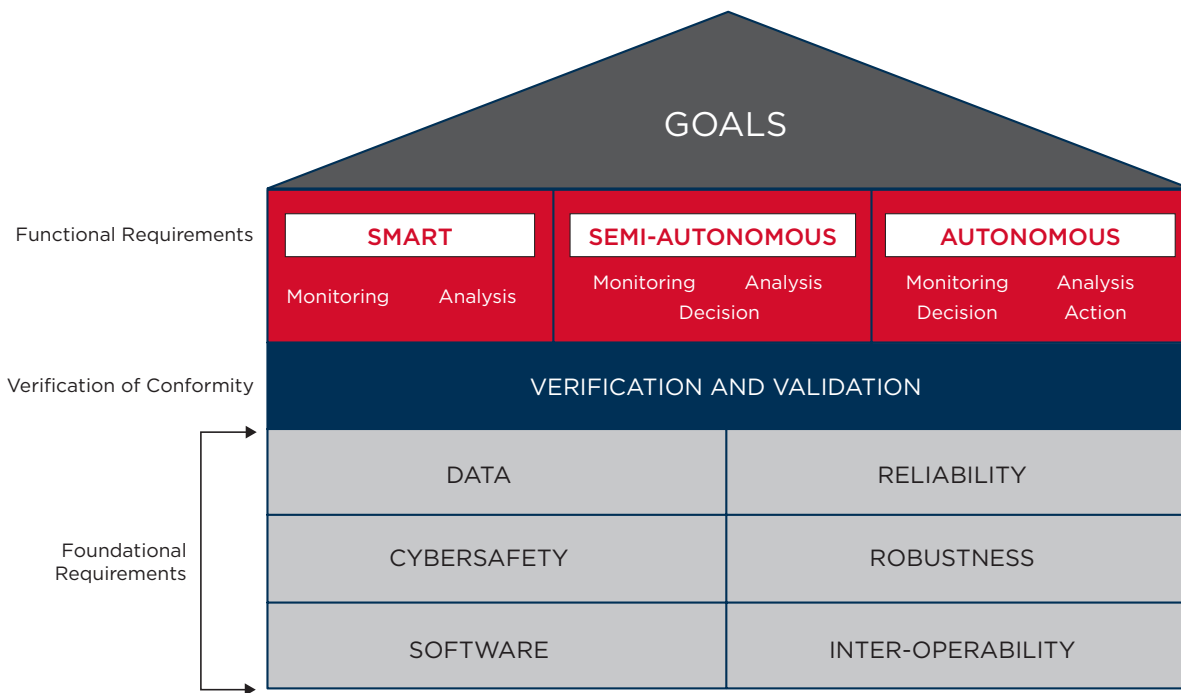 GOALS
Functional Requirements
SMART
SEMI-AUTONOMOUS
AUTONOMOUS
Monitoring Analysis
Monitoring Analysis
Decision
Monitoring Analysis
Decision Action
Verification of Conformity
VERIFICATION AND VALIDATION
Foundational
Requirements
DATA
RELIABILITY
CYBERSAFETY
ROBUSTNESS
SOFTWARE
INTER-OPERABILITY